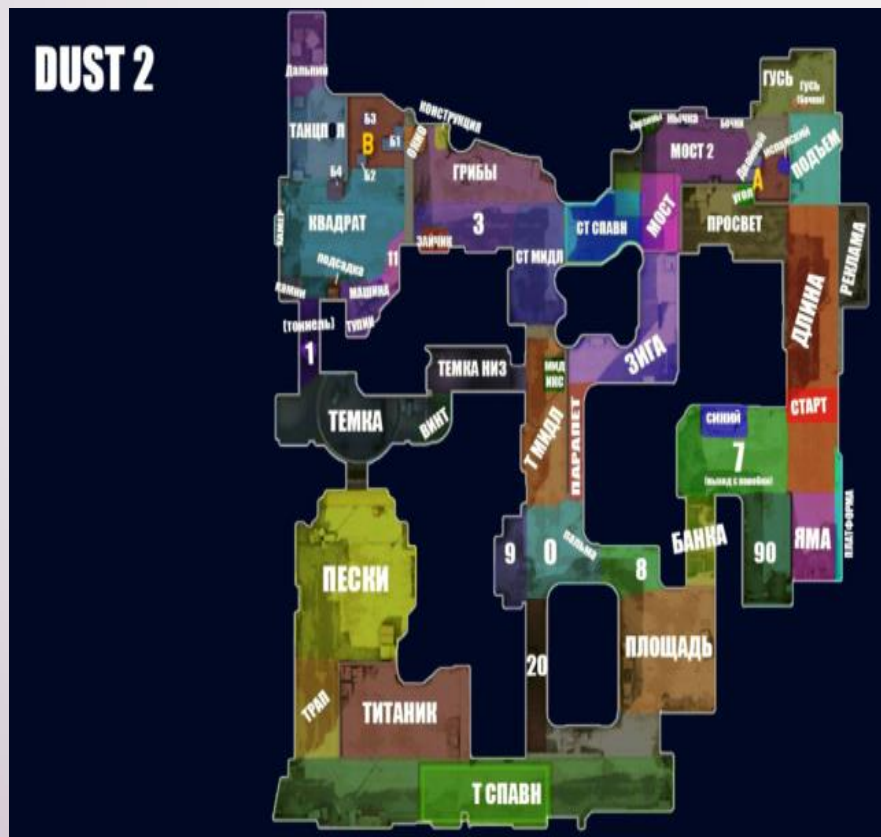 DUST 2
Дальний
ТАНЦПОЛ
Б3
B
Б1
Б2
Б4
ОКНО
КОНСТРУКЦИЯ
ГРИБЫ
КВАДРАТ
3
ЗАЙЧИК
СТ МИДЛ
СТ СПАВН
МОСТ
МОСТ 2
НЫЧКА
БОЧКИ
ГУСЬ
ГУСЬ
(бочки)
ПОДЪЕМ
A
УГОЛ
ПРОСВЕТ
РЕКЛАМА
ДЛИНА
СТАРТ
подсадка
11
МАШИНА
ТУПИК
(тоннель)
1
ТЕМКА НИЗ
ТЕМКА
ВИНТ
МИД
ИКС
ЗИГА
Т МИДЛ
ПАРАПЕТ
СИНИЙ
7
ПЛАТФОРМА
ЯМА
90
БАНКА
9
0
пальма
8
ПЕСКИ
ПЛОЩАДЬ
20
ТРАП
ТИТАНИК
Т СПАВН